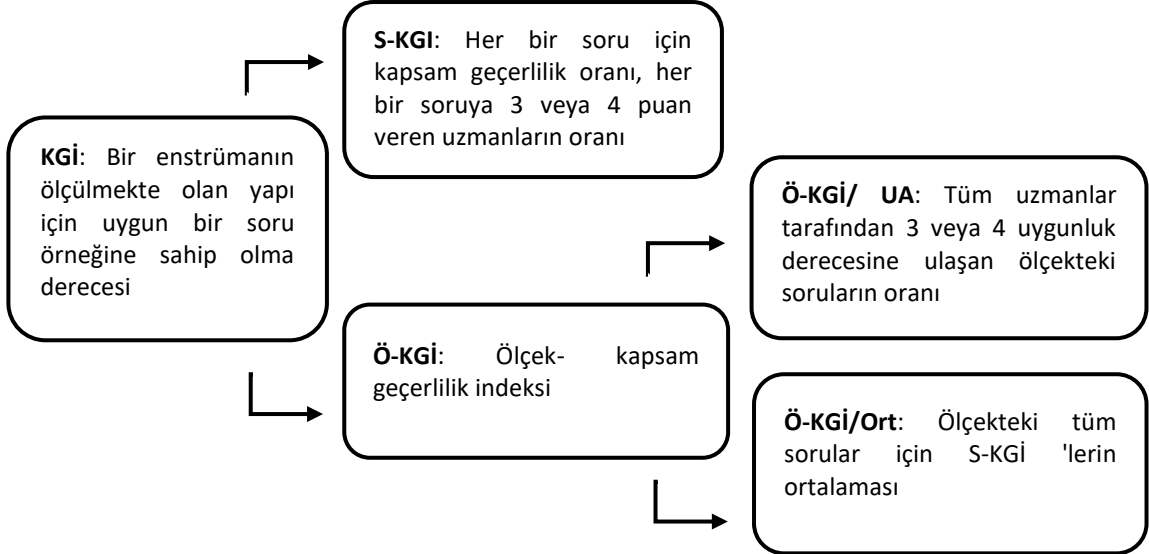 S-KGI: Her bir soru için
kapsam geçerlilik oranı, her
bir soruya 3 veya 4 puan
veren uzmanların oranı
KGİ: Bir enstrümanın
ölçülmekte olan yapı
için uygun bir soru
örneğine sahip olma
derecesi
Ö-KGİ/ UA: Tüm uzmanlar
tarafından 3 veya 4 uygunluk
derecesine ulaşan ölçekteki
soruların oranı
Ö-KGİ: Ölçek- kapsam
geçerlilik indeksi
Ö-KGİ/Ort: Ölçekteki tüm
sorular için S-KGİ 'lerin
ortalaması